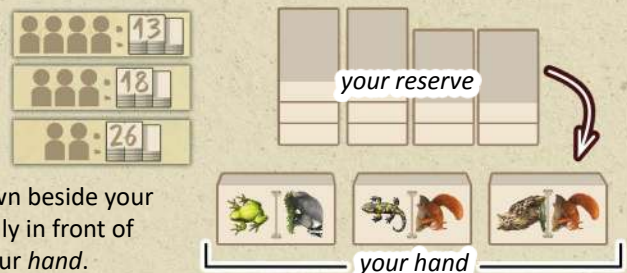 13
18
26
your reserve
wn beside your
ly in front of
ur hand.
your hand